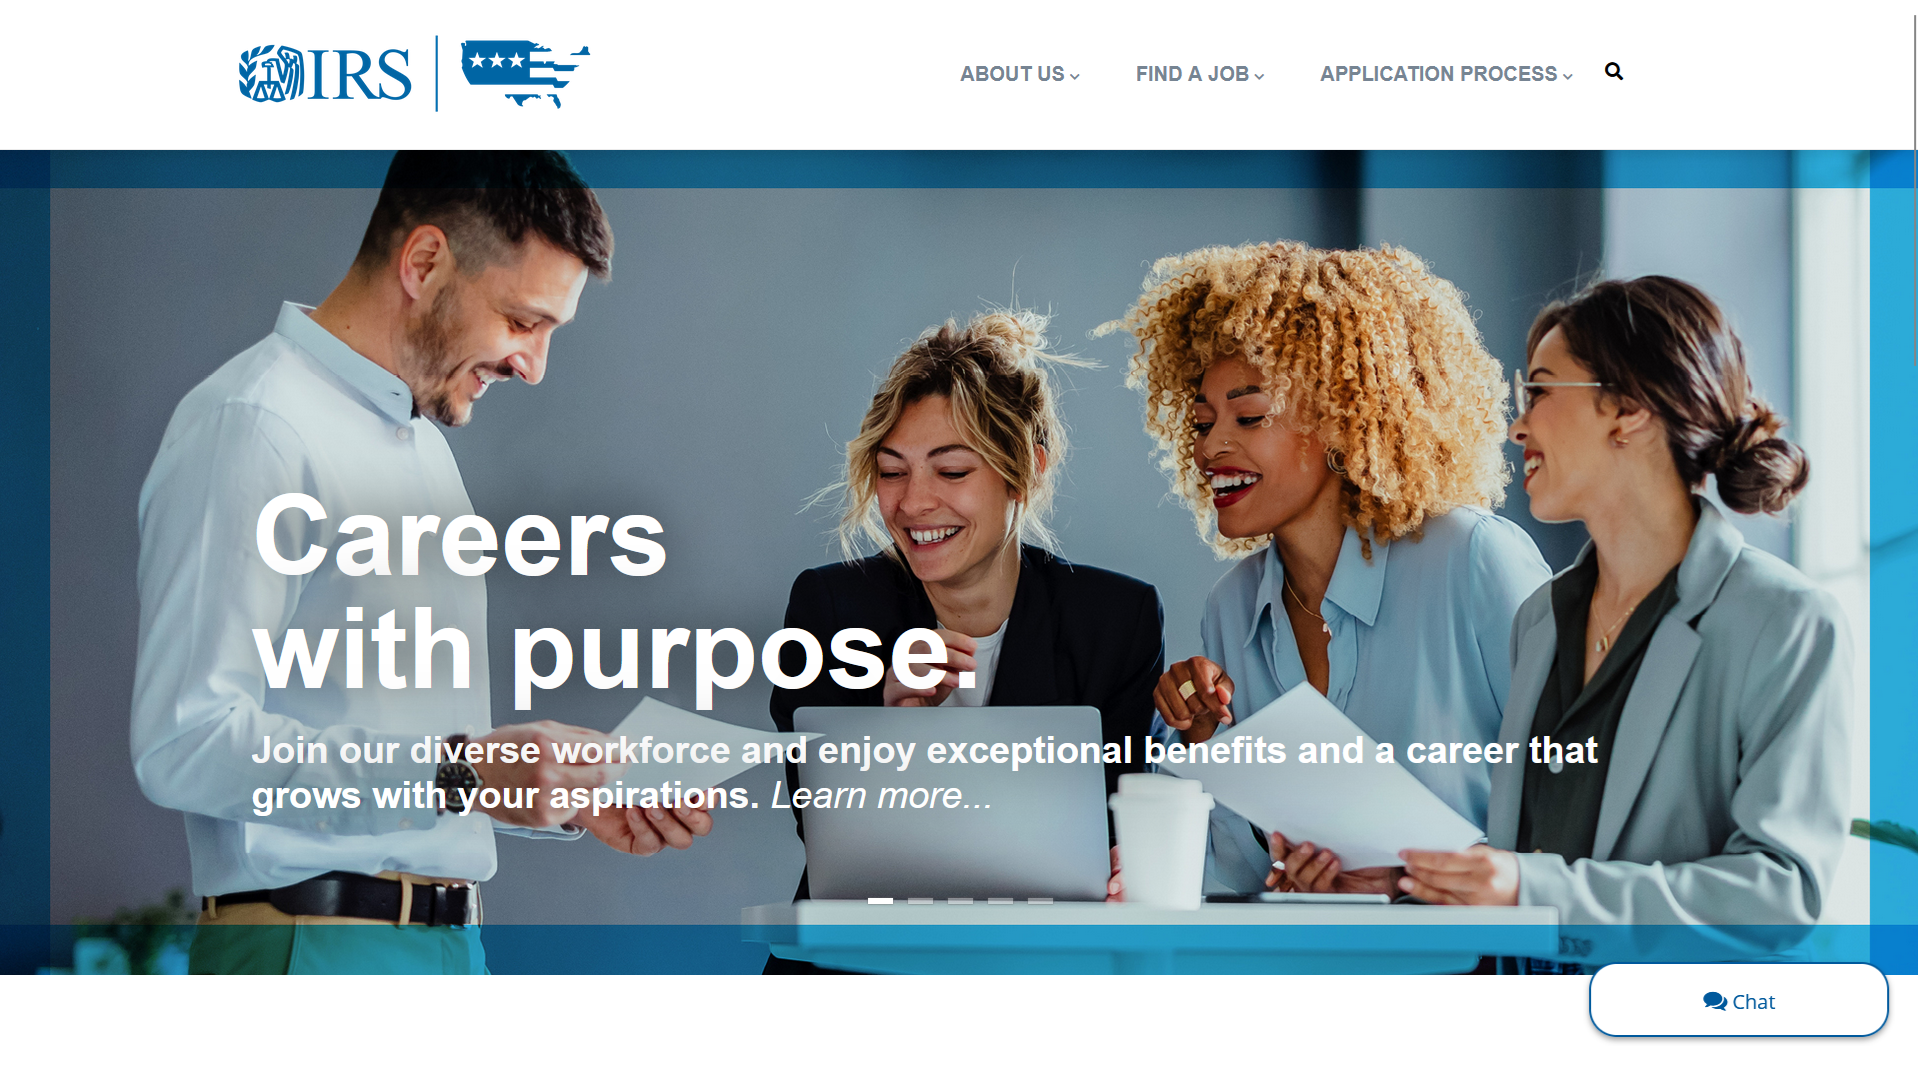 IRS
ABOUT US
FIND A JOB
APPLICATION PROCESS
Careers
with purpose.
Join our diverse workforce and enjoy exceptional benefits and a career that
grows with your aspirations. Learn more...
Chat